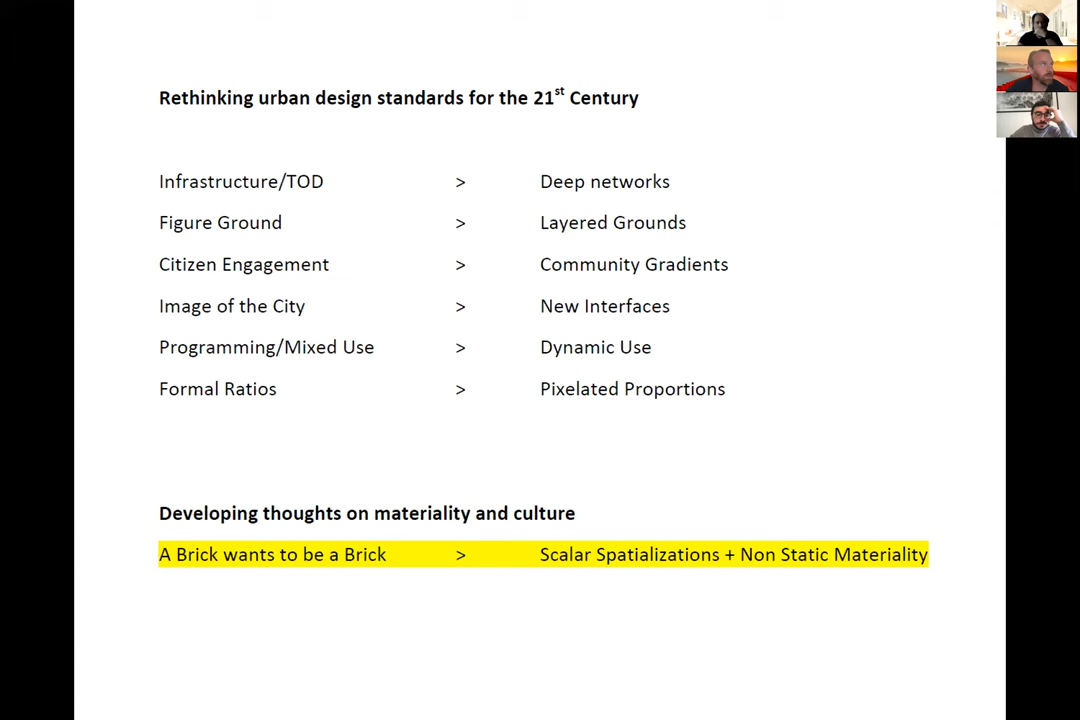 Rethinking urban design standards for the 21st Century
Infrastructure/TOD > Deep networks
Figure Ground > Layered Grounds
Citizen Engagement > Community Gradients
Image of the City > New Interfaces
Programming/Mixed Use > Dynamic Use
Formal Ratios > Pixelated Proportions
Developing thoughts on materiality and culture
A Brick wants to be a Brick > Scalar Spatializations + Non Static Materiality